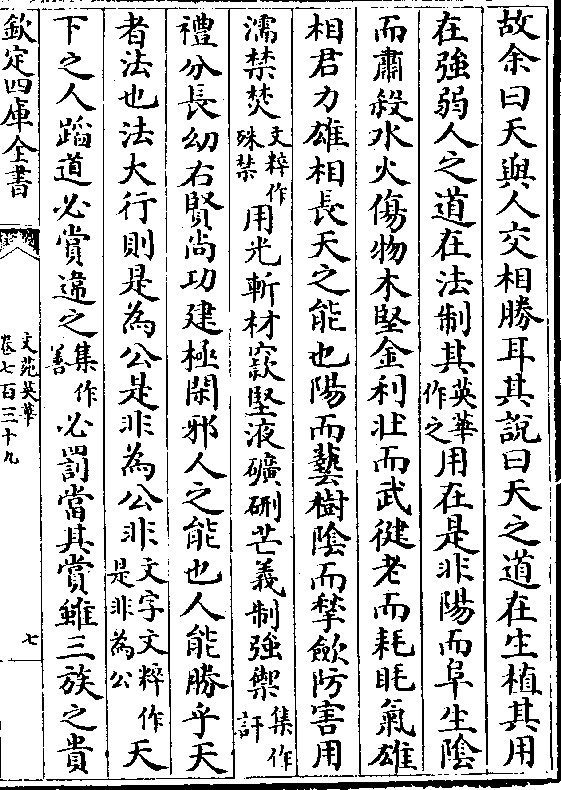 故余曰天與人交相勝耳其說曰天之道在生植其用
在強弱人之道在法制其英華作之用在是非陽而阜生陰
而肅殺水火傷物木堅金利壯而武健老而耗眊氣雄
相君力雄相長天之能也陽而藝樹陰而揫斂防害用
濡禁焚文粹作殊禁用光斬材窾堅液礦硎芒義制強禦集作訐
禮分長幼右賢尚功建極閑邪人之能也人能勝乎天
者法也法大行則是為公是非為公非文字文粹作是非為公天
下之人蹈道必賞違之集作善必罰當其賞雖三族之貴
欽定四庫全書
文苑英華
卷七百三十九
七